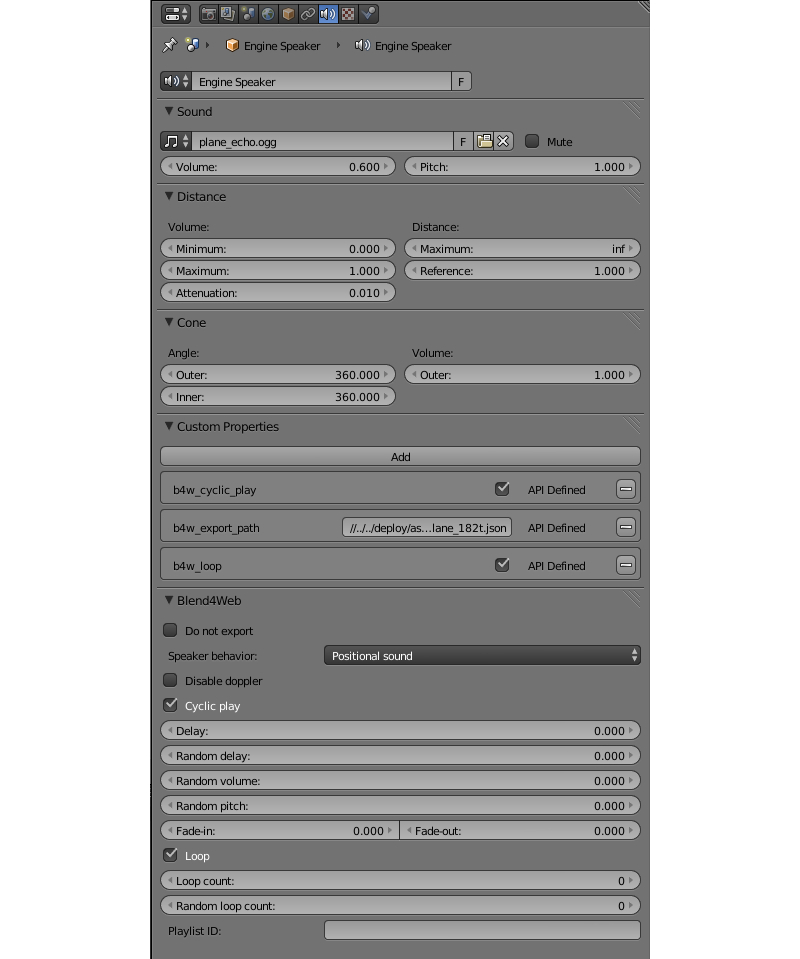 Engine Speaker Engine Speaker
Engine Speaker F
Sound
plane_echo.ogg F Mute
Volume: 0.600 Pitch: 1.000
Distance
Volume: Distance:
Minimum: 0.000 Maximum: inf
Maximum: 1.000 Reference: 1.000
Attenuation: 0.010
Cone
Angle: Volume:
Outer: 360.000 Outer: 1.000
Inner: 360.000
Custom Properties
Add
b4w_cyclic_play API Defined
b4w_export_path //../../deploy/as...lane_182t.json API Defined
b4w_loop API Defined
Blend4Web
Do not export
Speaker behavior: Positional sound
Disable doppler
Cyclic play
Delay: 0.000
Random delay: 0.000
Random volume: 0.000
Random pitch: 0.000
Fade-in: 0.000 Fade-out: 0.000
Loop
Loop count: 0
Random loop count: 0
Playlist ID: